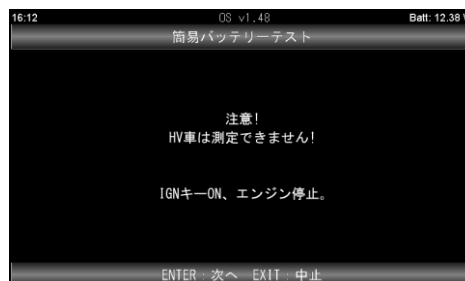 16:12 OS v1.48 Batt: 12.38 V
簡易バッテリーテスト
注意!
HV車は測定できません!
IGNキーON、エンジン停止。
ENTER：次へ EXIT：中止